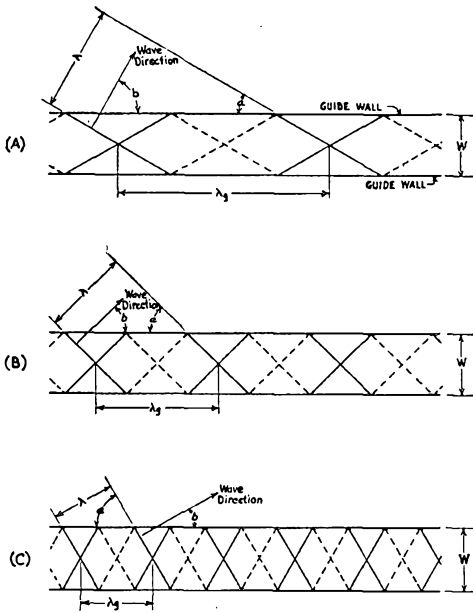 λ
Wave
Direction
b
a
GUIDE WALL
(A)
W
λg
GUIDE WALL
λ
Wave
Direction
b
a
(B)
W
λg
λ
a
Wave
Direction
b
(C)
W
λg